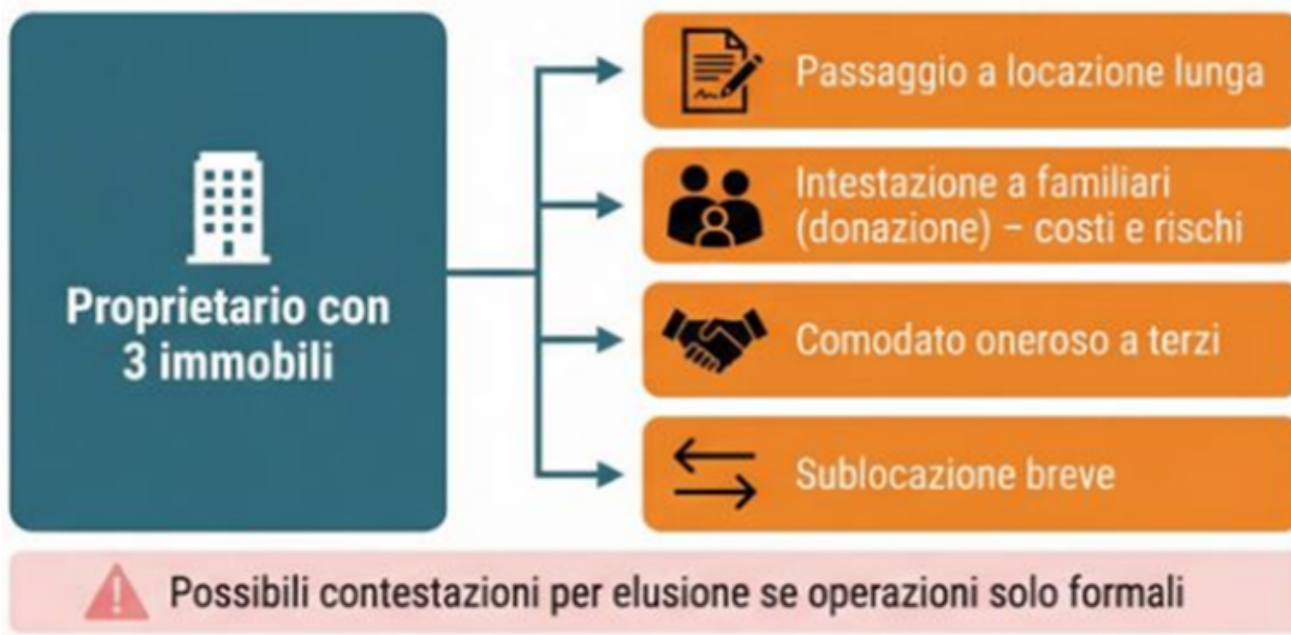 Proprietario con
3 immobili
Passaggio a locazione lunga
Intestazione a familiari
(donazione) – costi e rischi
Comodato oneroso a terzi
Sublocazione breve
Possibili contestazioni per elusione se operazioni solo formali